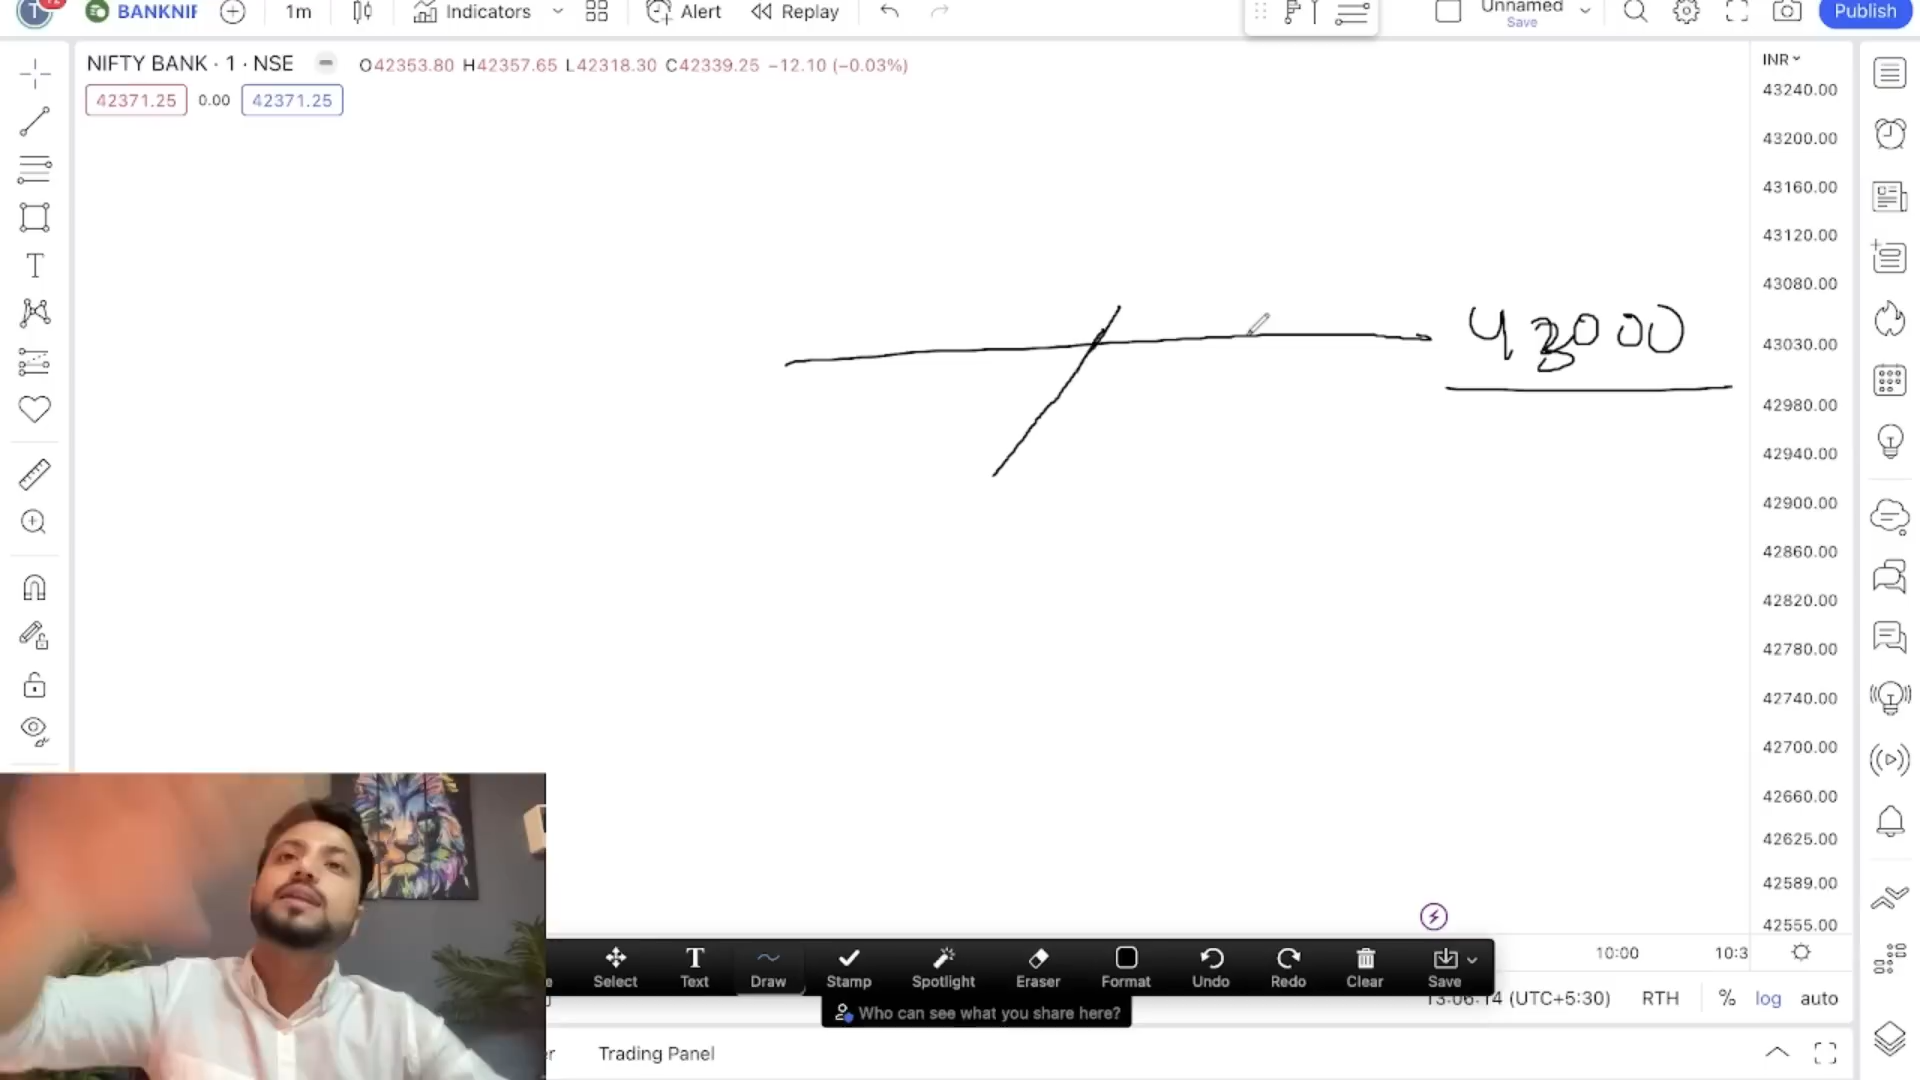 BANKNIF
1m
Indicators
Alert
Replay
Unnamed
Save
Publish
NIFTY BANK · 1 · NSE
O42353.80 H42357.65 L42318.30 C42339.25 −12.10 (−0.03%)
42371.25 0.00 42371.25
INR
43240.00
43200.00
43160.00
43120.00
43080.00
43030.00
42980.00
42940.00
42900.00
42860.00
42820.00
42780.00
42740.00
42700.00
42660.00
42625.00
42589.00
42555.00
43000
10:00 10:3
Select
Text
Draw
Stamp
Spotlight
Eraser
Format
Undo
Redo
Clear
Save
Who can see what you share here?
13:06:14 (UTC+5:30) RTH % log auto
Trading Panel